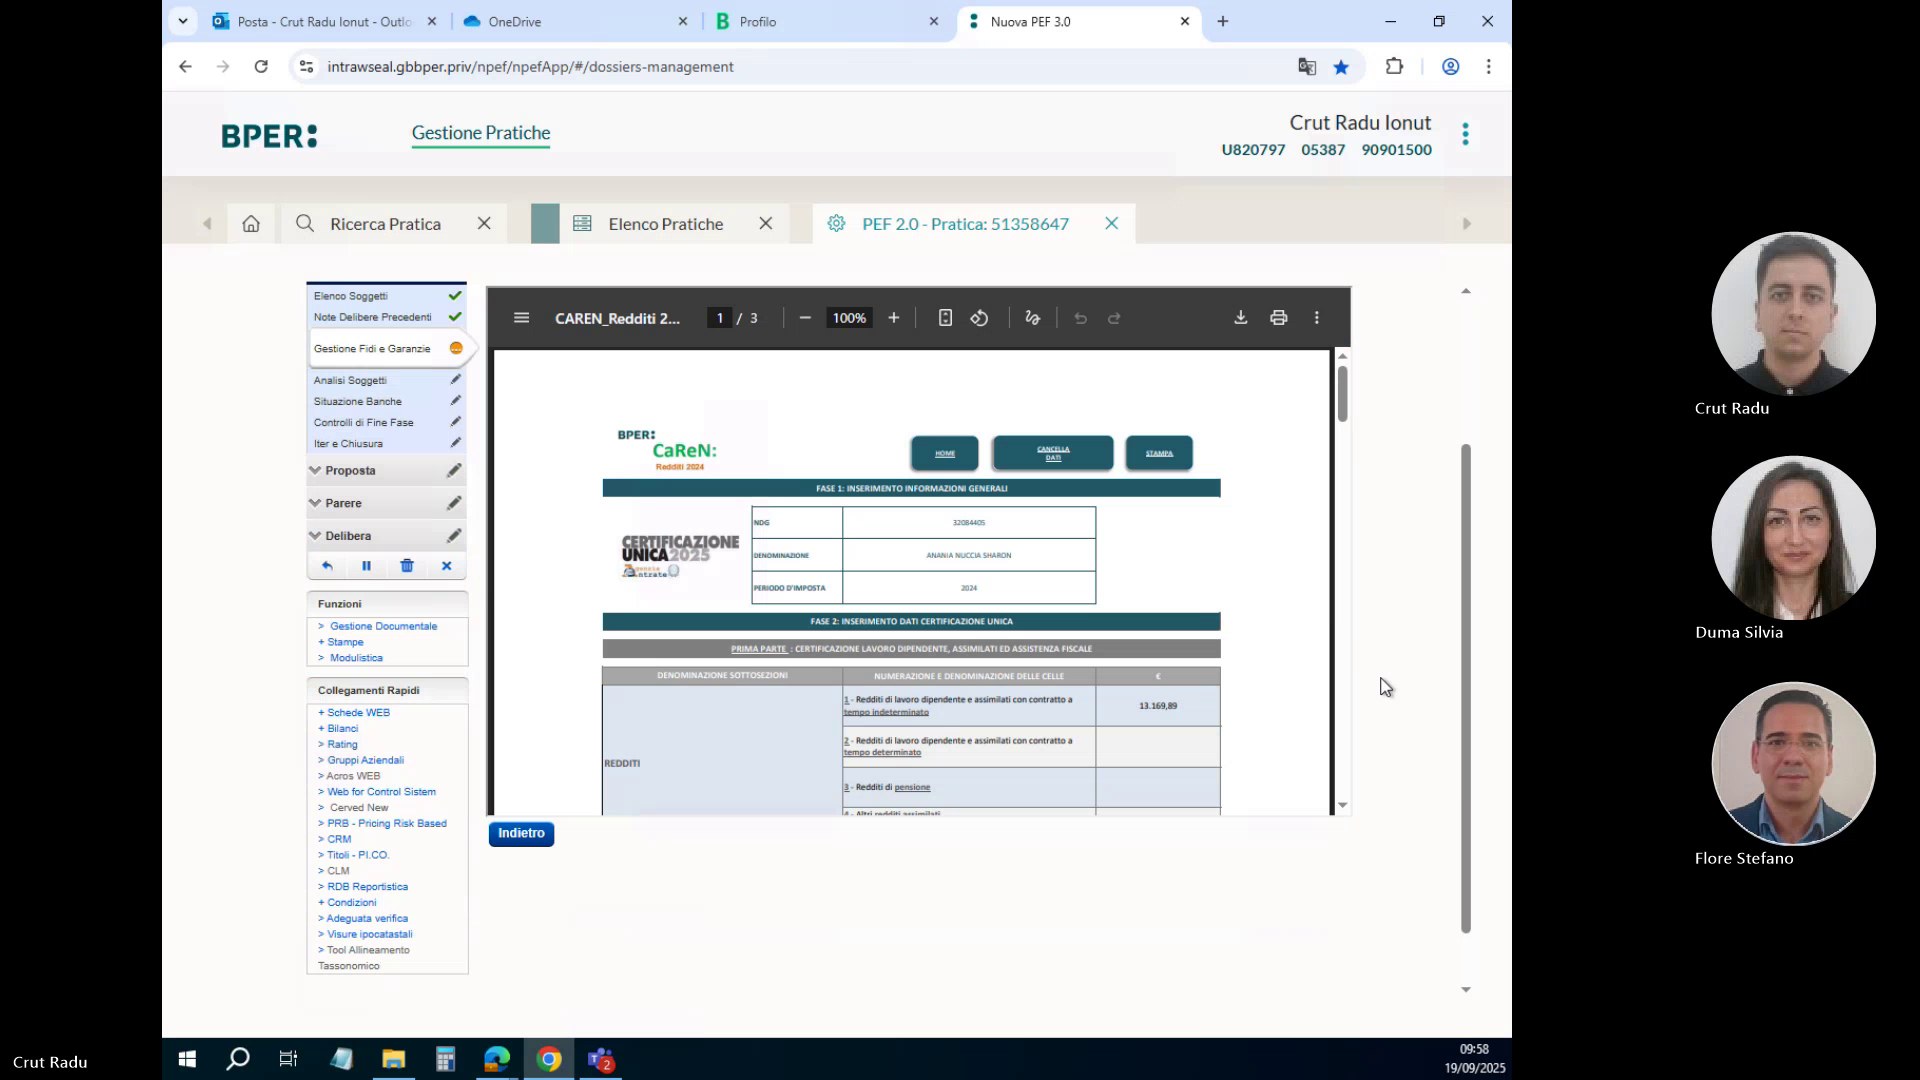 Posta - Crut Radu Ionut - Outlo
OneDrive
Profilo
Nuova PEF 3.0
intrawseal.gbbper.priv/npef/npefApp/#/dossiers-management
BPER:
Gestione Pratiche
Crut Radu Ionut
U820797 05387 90901500
Ricerca Pratica
Elenco Pratiche
PEF 2.0 - Pratica: 51358647
Elenco Soggetti
Note Delibere Precedenti
Gestione Fidi e Garanzie
Analisi Soggetti
Situazione Banche
Controlli di Fine Fase
Iter e Chiusura
Proposta
Parere
Delibera
Funzioni
> Gestione Documentale
+ Stampe
> Modulistica
Collegamenti Rapidi
+ Schede WEB
+ Bilanci
> Rating
> Gruppi Aziendali
> Acros WEB
> Web for Control Sistem
> Cerved New
> PRB - Pricing Risk Based
> CRM
> Titoli - PI.CO.
> CLM
> RDB Reportistica
+ Condizioni
> Adeguata verifica
> Visure ipocatastali
> Tool Allineamento
Tassonomico
CAREN_Redditi 2...
1 / 3
100%
BPER:
CaReN:
Redditi 2024
HOME
CANCELLA
DATI
STAMPA
FASE 1: INSERIMENTO INFORMAZIONI GENERALI
CERTIFICAZIONE
UNICA2025
genzia
ntrate
NDG 32084405
DENOMINAZIONE ANANIA NUCCIA SHARON
PERIODO D'IMPOSTA 2024
FASE 2: INSERIMENTO DATI CERTIFICAZIONE UNICA
PRIMA PARTE : CERTIFICAZIONE LAVORO DIPENDENTE, ASSIMILATI ED ASSISTENZA FISCALE
DENOMINAZIONE SOTTOSEZIONI NUMERAZIONE E DENOMINAZIONE DELLE CELLE €
REDDITI
1 - Redditi di lavoro dipendente e assimilati con contratto a
tempo indeterminato
13.169,89
2 - Redditi di lavoro dipendente e assimilati con contratto a
tempo determinato
3 - Redditi di pensione
4 - Altri redditi assimilati
Indietro
Crut Radu
Duma Silvia
Flore Stefano
Crut Radu
2
09:58
19/09/2025